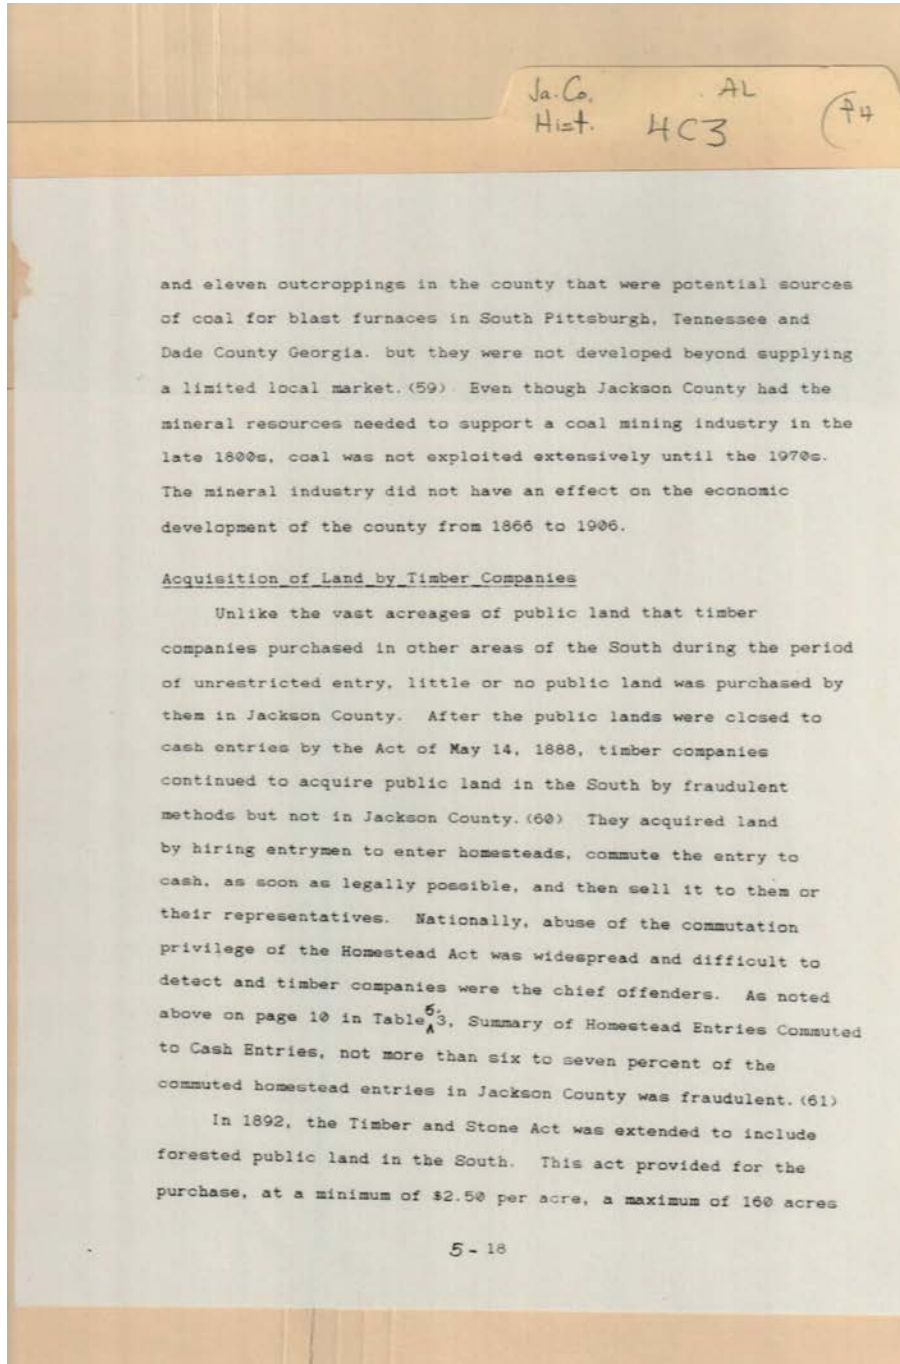 Ja. Co. AL
Hist. 4C3 P4
and eleven outcroppings in the county that were potential sources
of coal for blast furnaces in South Pittsburgh, Tennessee and
Dade County Georgia. but they were not developed beyond supplying
a limited local market.(59) Even though Jackson County had the
mineral resources needed to support a coal mining industry in the
late 1800s, coal was not exploited extensively until the 1970s.
The mineral industry did not have an effect on the economic
development of the county from 1866 to 1906.
Acquisition of Land by Timber Companies
Unlike the vast acreages of public land that timber
companies purchased in other areas of the South during the period
of unrestricted entry, little or no public land was purchased by
them in Jackson County. After the public lands were closed to
cash entries by the Act of May 14, 1888, timber companies
continued to acquire public land in the South by fraudulent
methods but not in Jackson County.(60) They acquired land
by hiring entrymen to enter homesteads, commute the entry to
cash, as soon as legally possible, and then sell it to them or
their representatives. Nationally, abuse of the commutation
privilege of the Homestead Act was widespread and difficult to
detect and timber companies were the chief offenders. As noted
above on page 10 in Table 5.3, Summary of Homestead Entries Commuted
to Cash Entries, not more than six to seven percent of the
commuted homestead entries in Jackson County was fraudulent.(61)
In 1892, the Timber and Stone Act was extended to include
forested public land in the South. This act provided for the
purchase, at a minimum of $2.50 per acre, a maximum of 160 acres
5-18